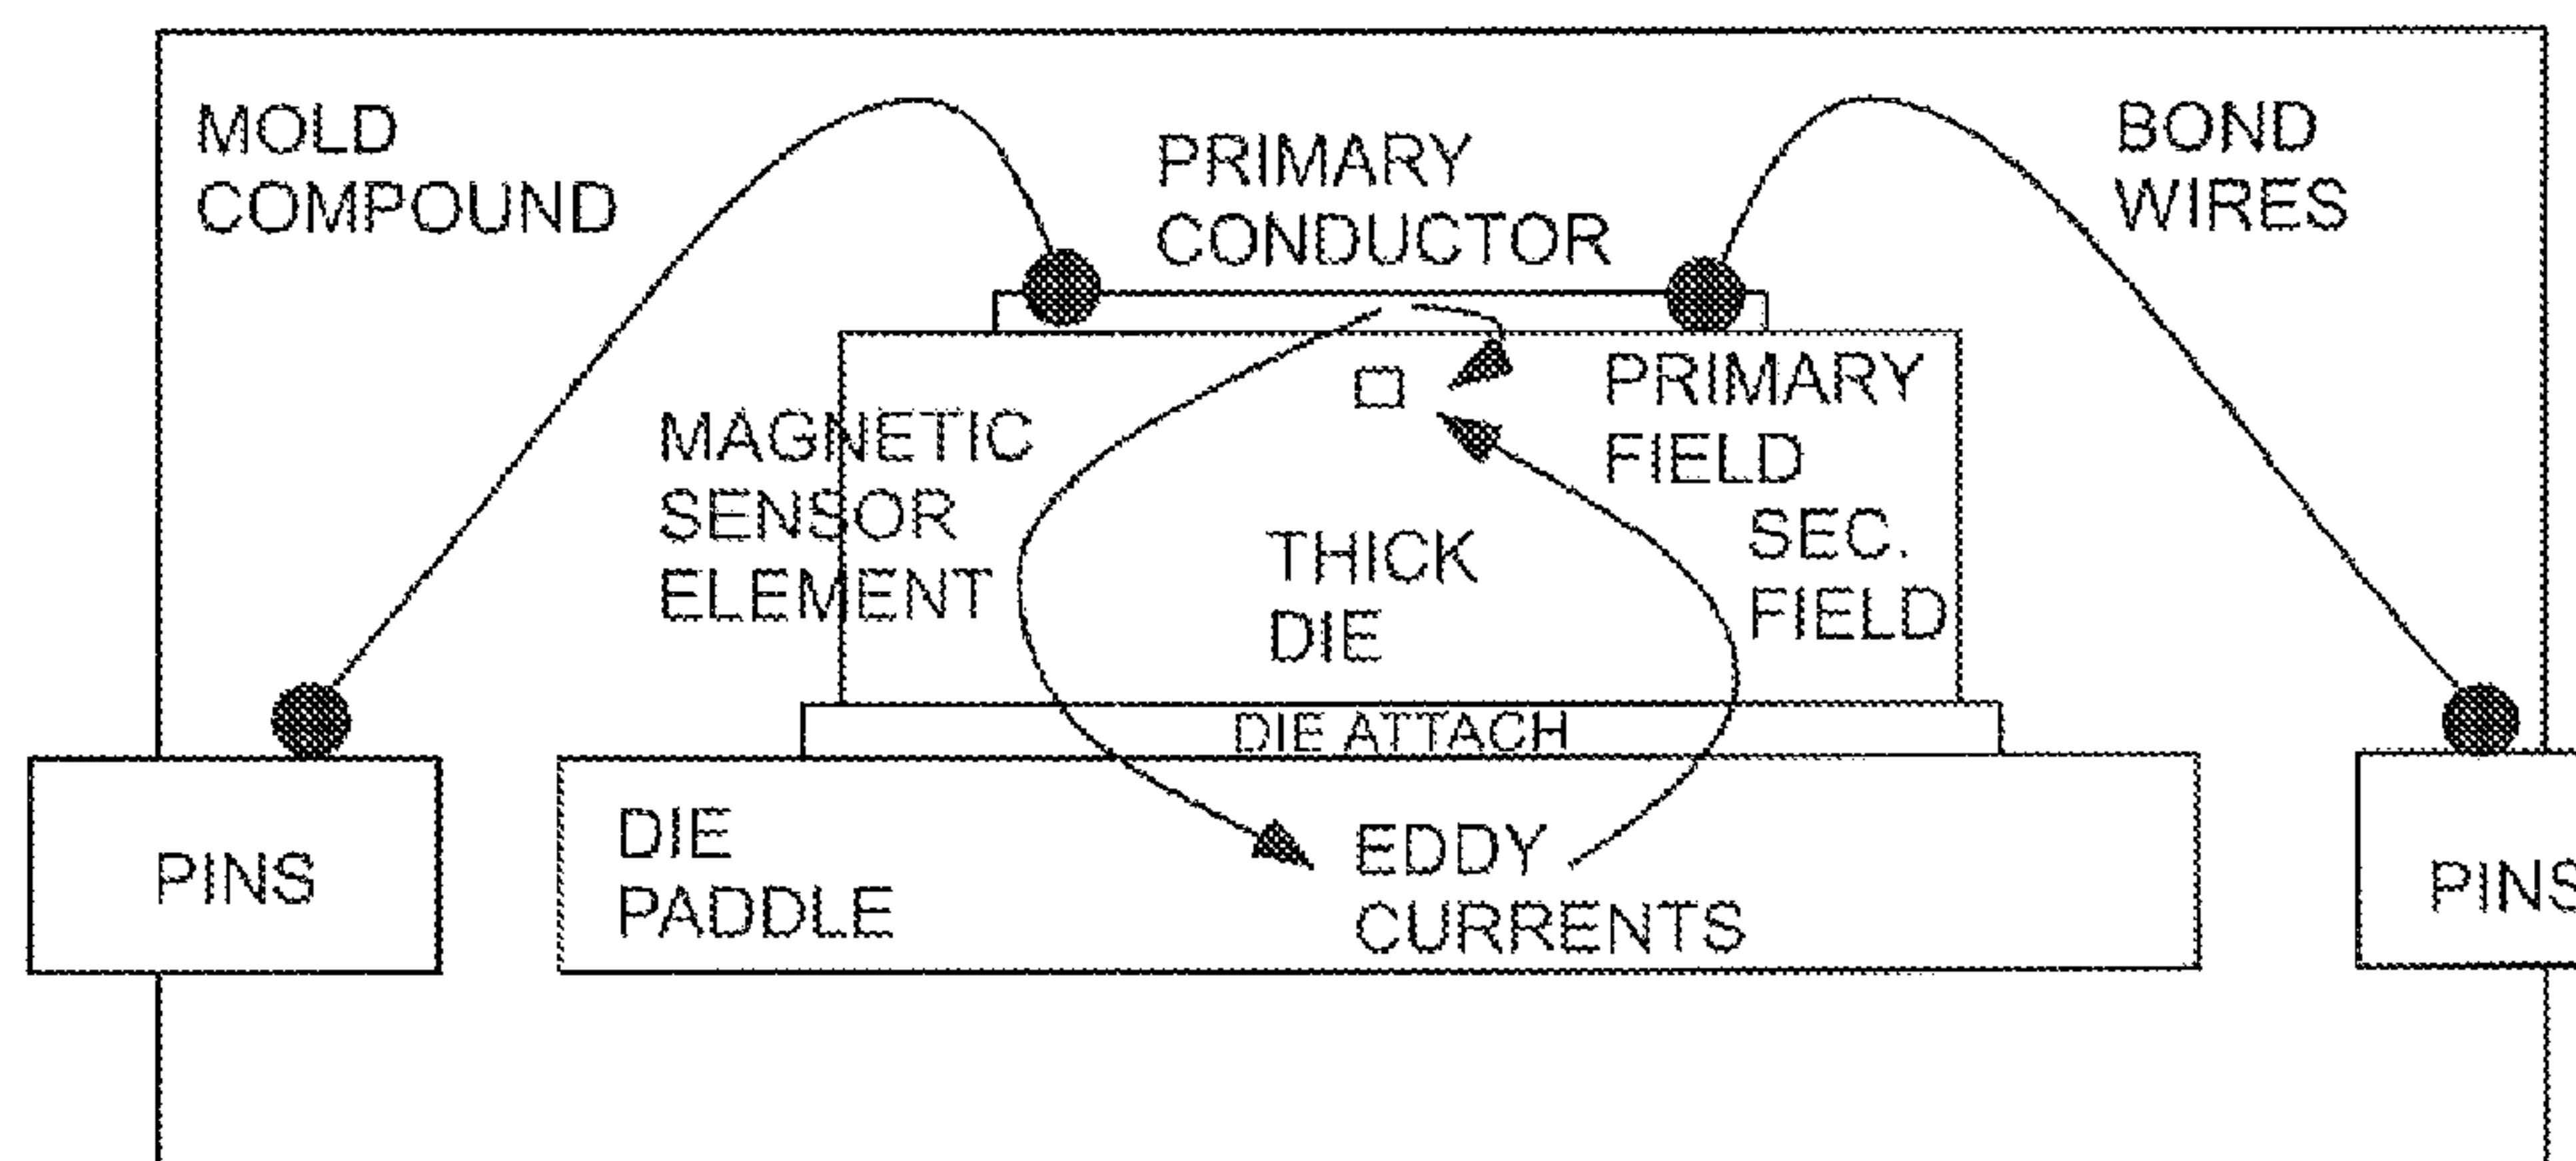 MOLD
COMPOUND
PRIMARY
CONDUCTOR
BOND
WIRES
MAGNETIC
SENSOR
ELEMENT
PRIMARY
FIELD
SEC.
FIELD
THICK
DIE
DIE ATTACH
PINS
DIE
PADDLE
EDDY
CURRENTS
PINS